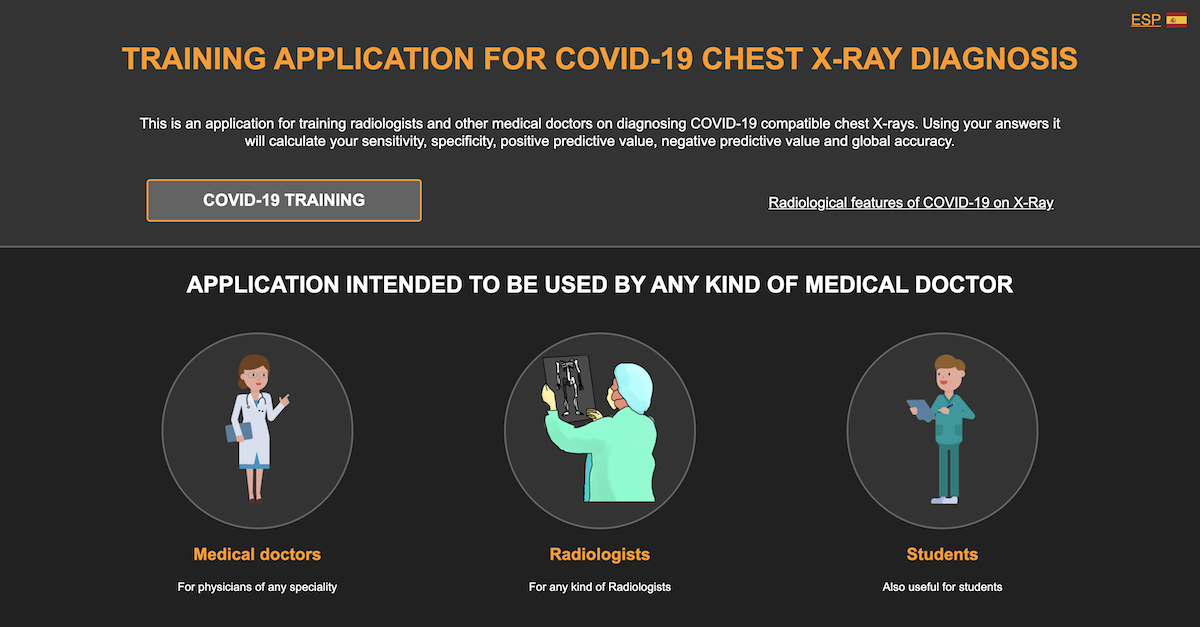 ESP
TRAINING APPLICATION FOR COVID-19 CHEST X-RAY DIAGNOSIS
This is an application for training radiologists and other medical doctors on diagnosing COVID-19 compatible chest X-rays. Using your answers it
will calculate your sensitivity, specificity, positive predictive value, negative predictive value and global accuracy.
COVID-19 TRAINING
Radiological features of COVID-19 on X-Ray
APPLICATION INTENDED TO BE USED BY ANY KIND OF MEDICAL DOCTOR
Medical doctors
Radiologists
Students
For physicians of any speciality
For any kind of Radiologists
Also useful for students